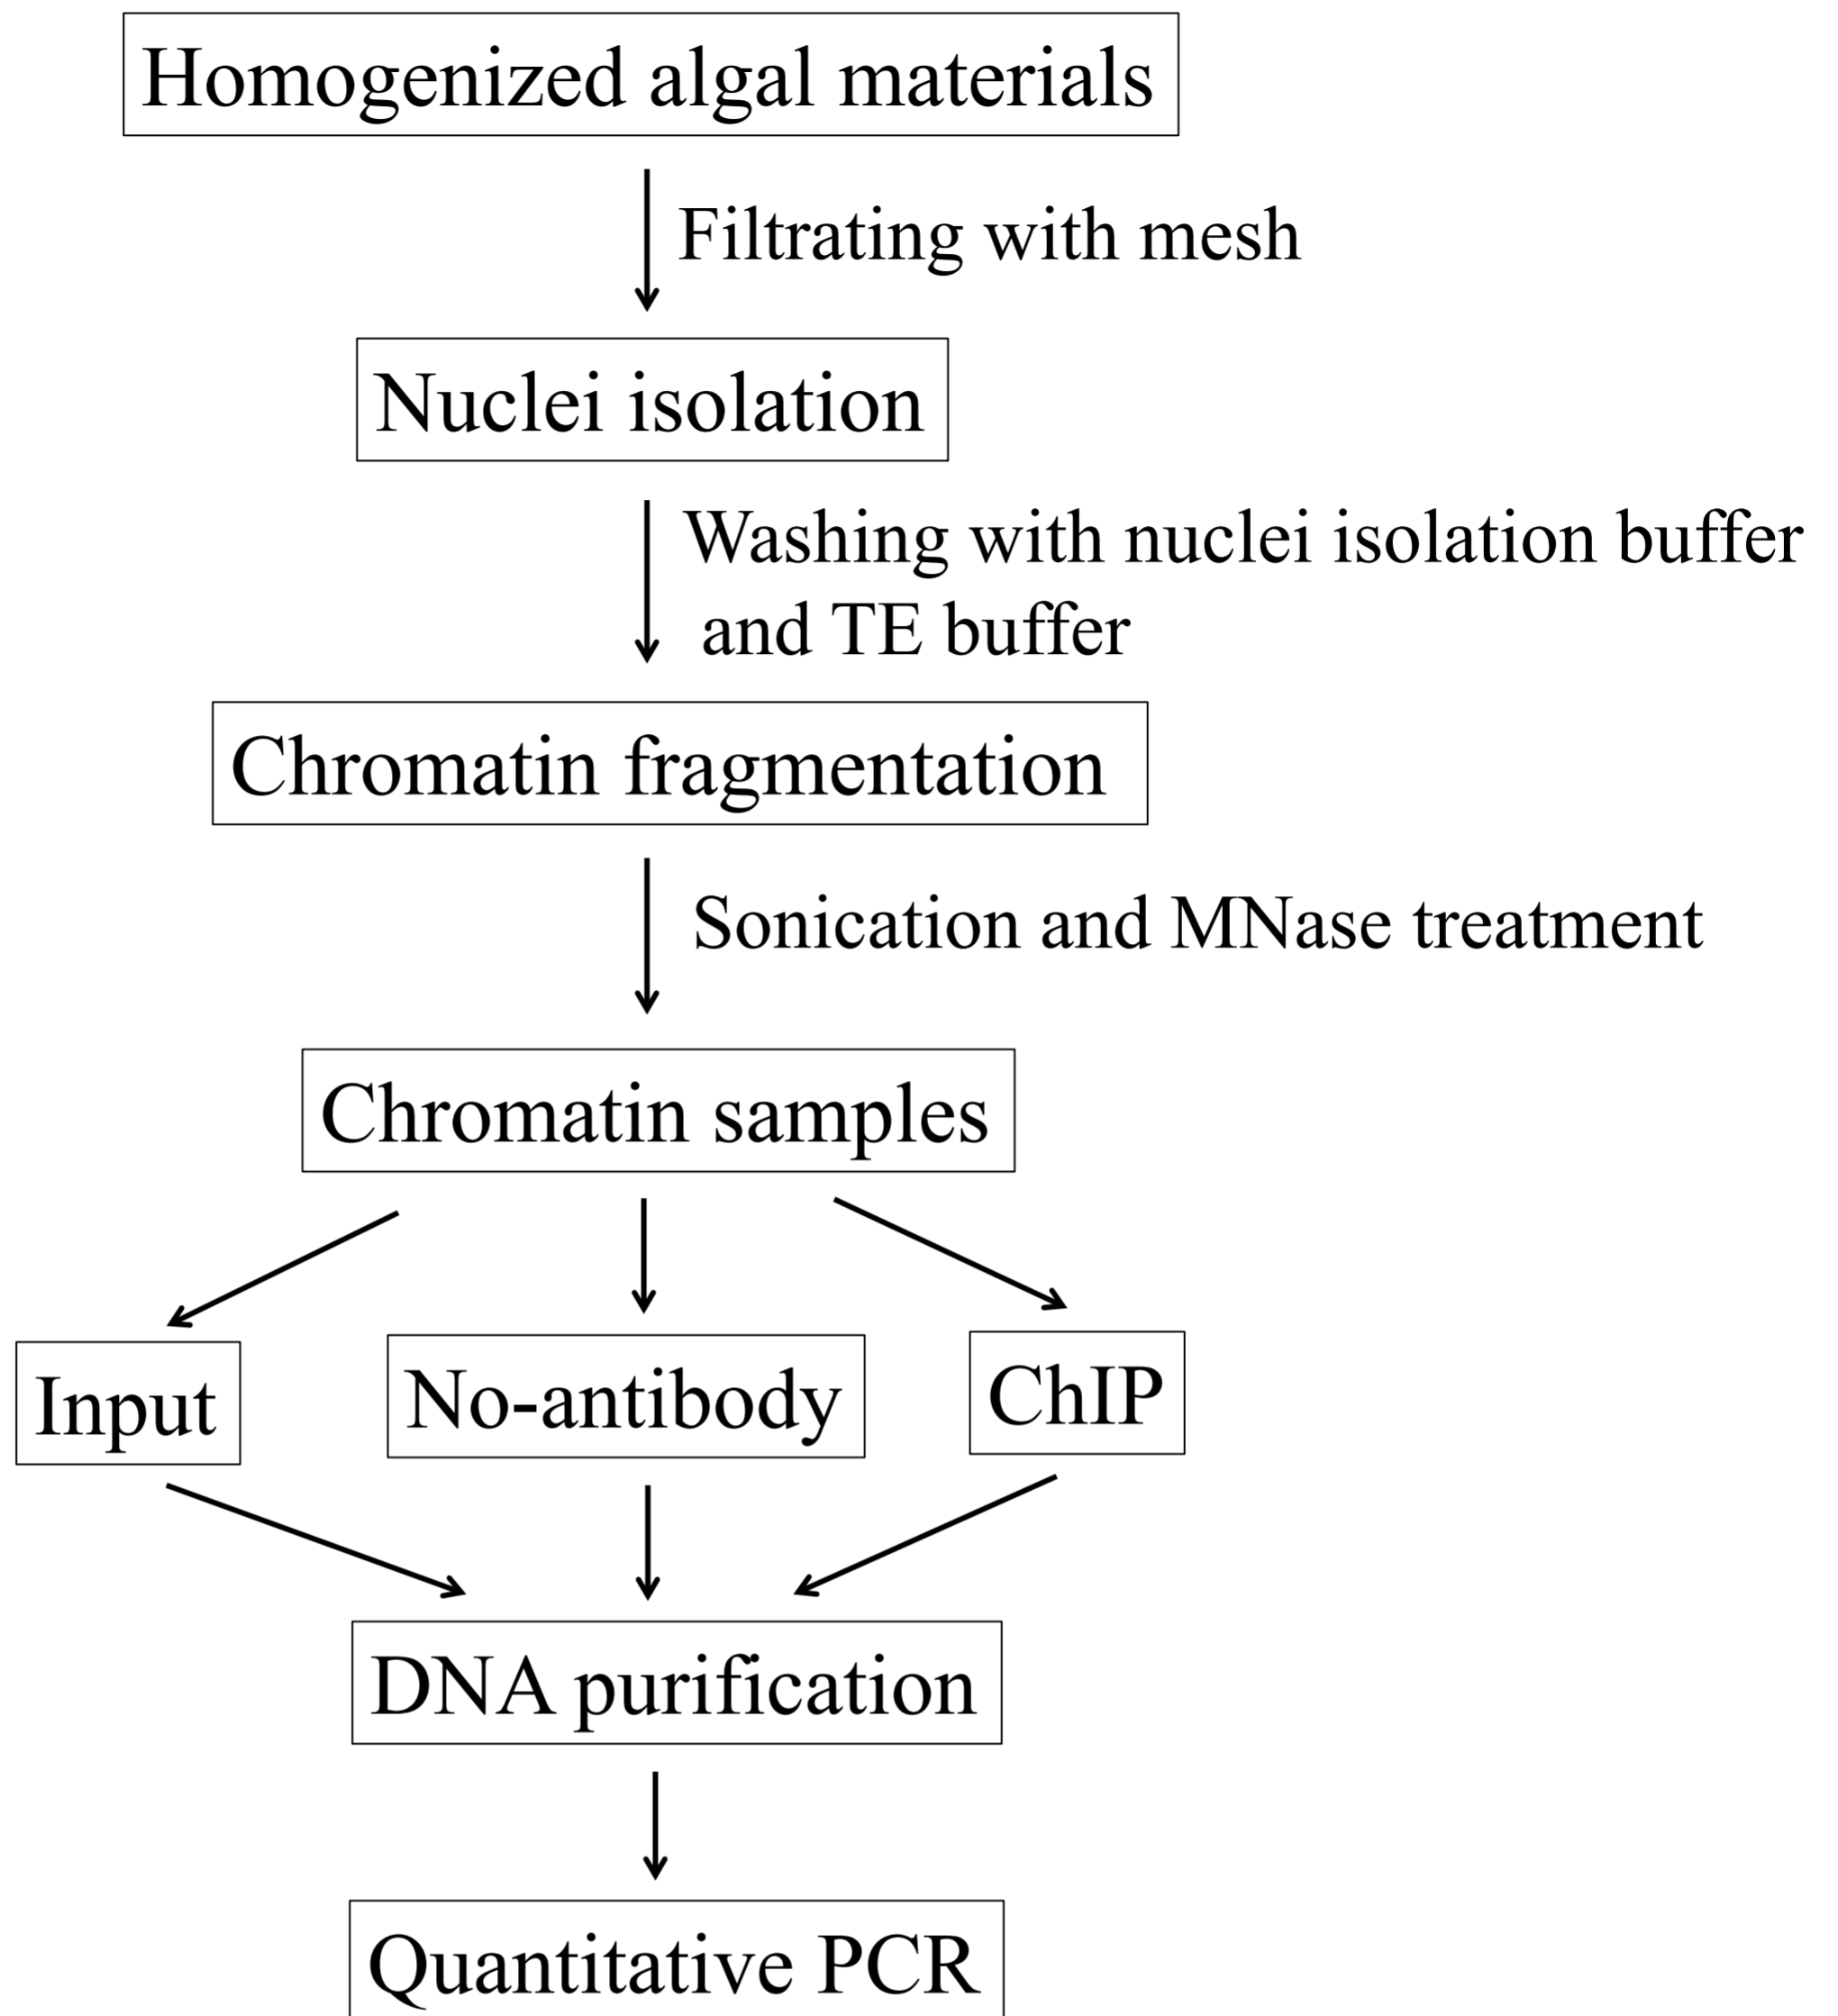 Homogenized algal materials
Filtrating with mesh
Nuclei isolation
Washing with nuclei isolation buffer
and TE buffer
Chromatin fragmentation
Sonication and MNase treatment
Chromatin samples
Input
No-antibody
ChIP
DNA purification
Quantitative PCR